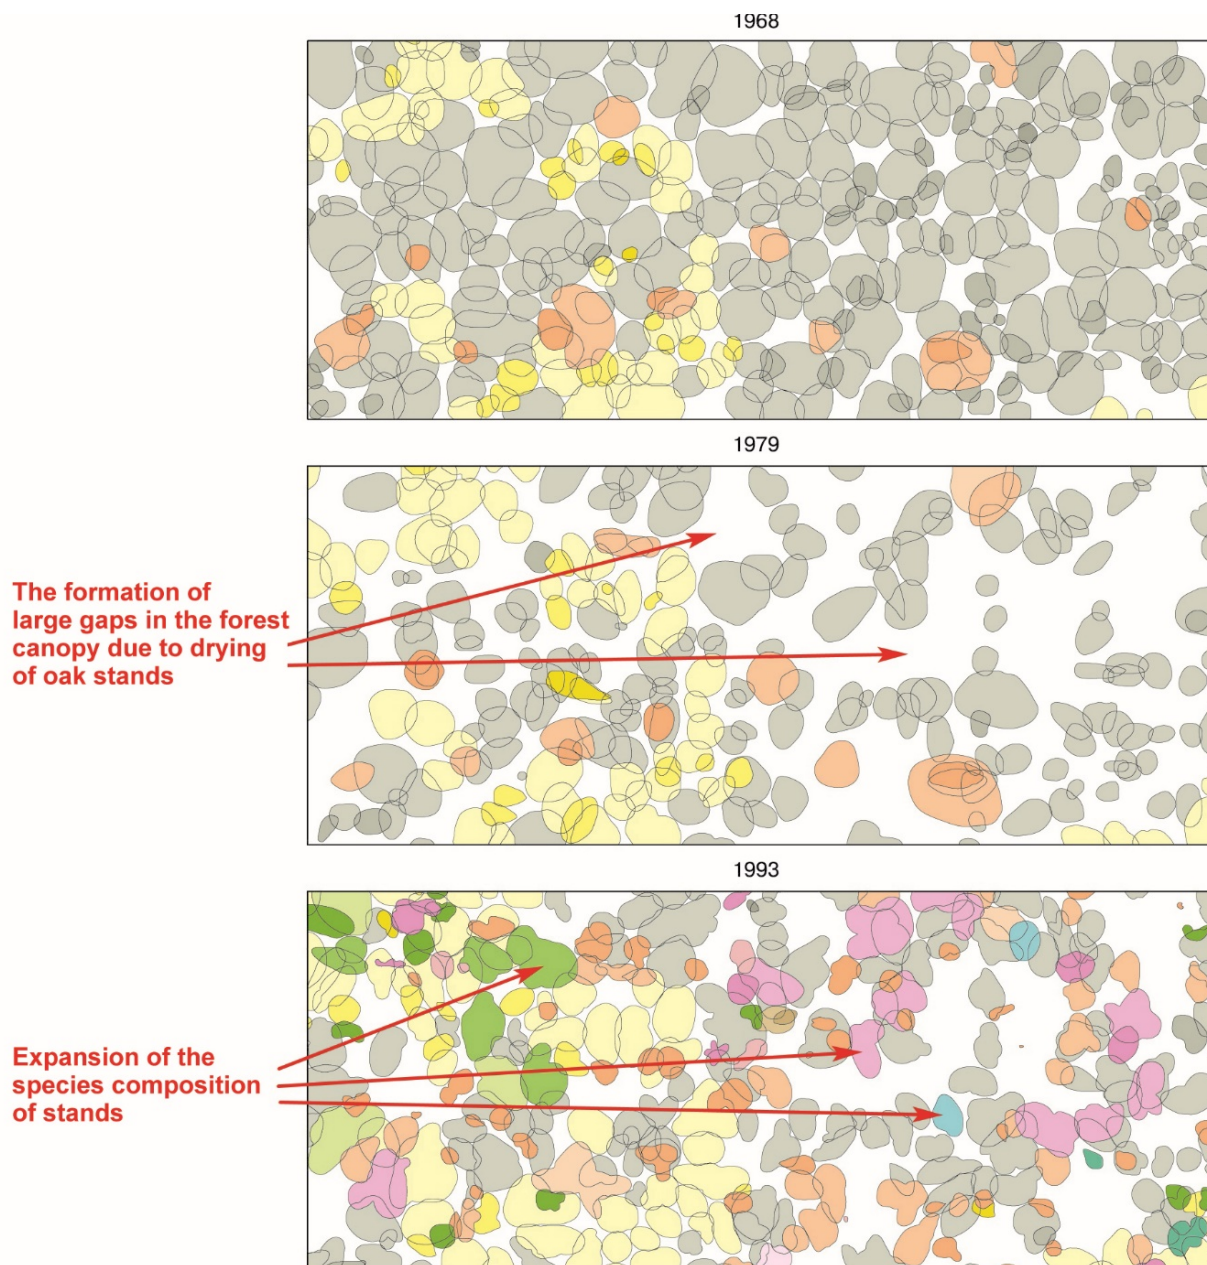 1968
1979
The formation of
large gaps in the forest
canopy due to drying
of oak stands
1993
Expansion of the
species composition
of stands